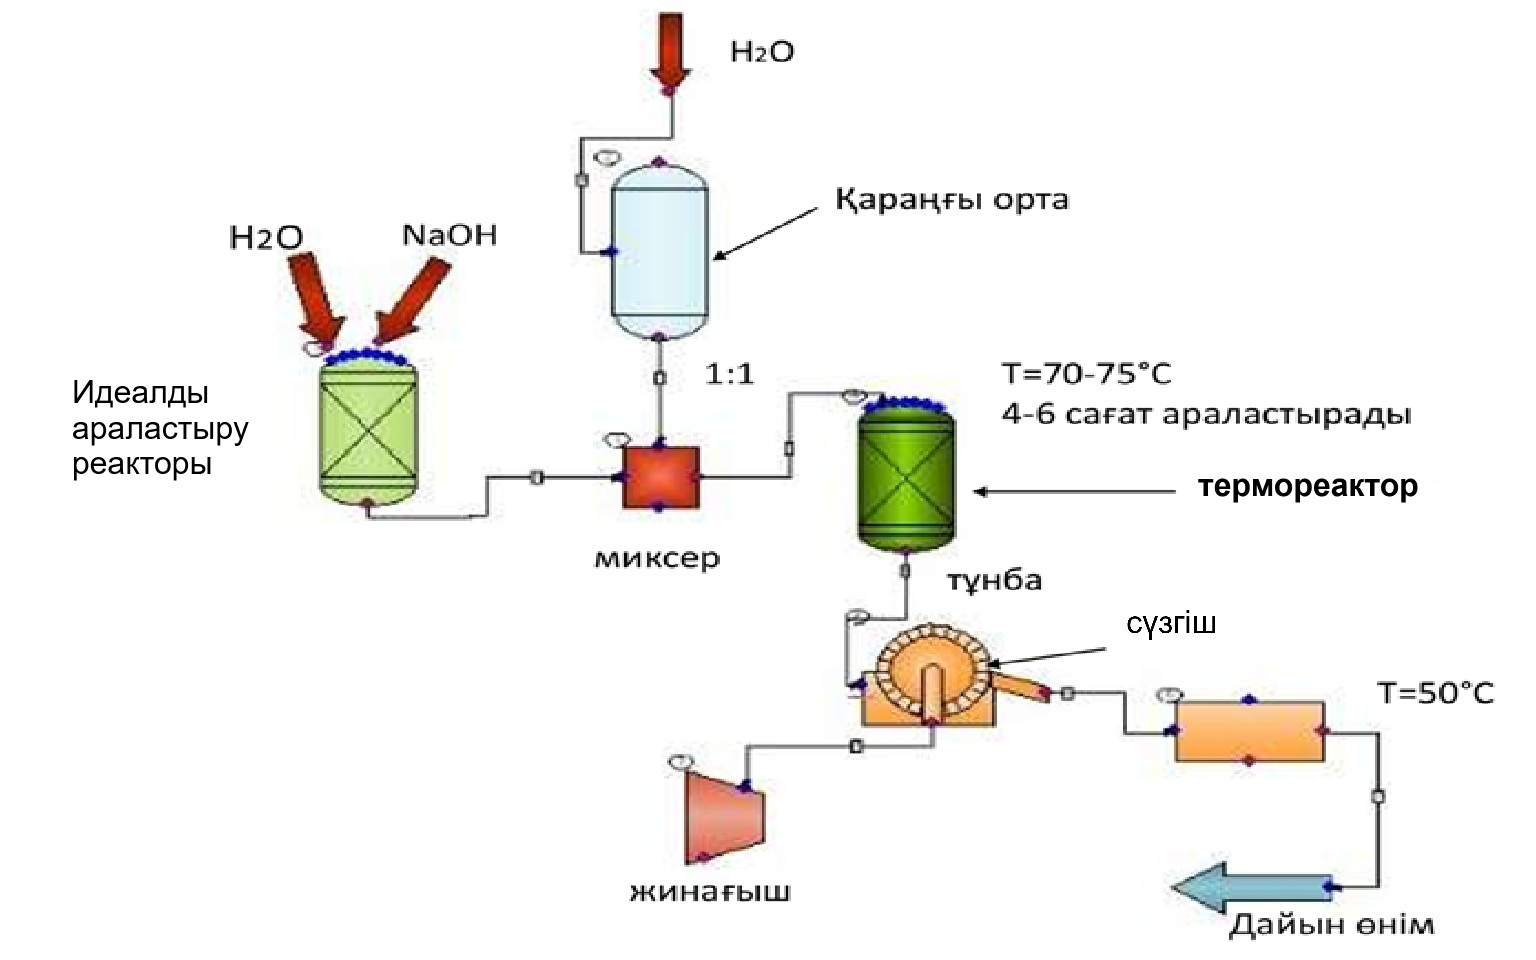 H2O
Қараңғы орта
H2O
NaOH
1:1
Идеалды
араластыру
реакторы
T=70-75°C
4-6 сағат араластырады
термореактор
миксер
тұнба
сүзгіш
T=50°C
жинағыш
Дайын өнім